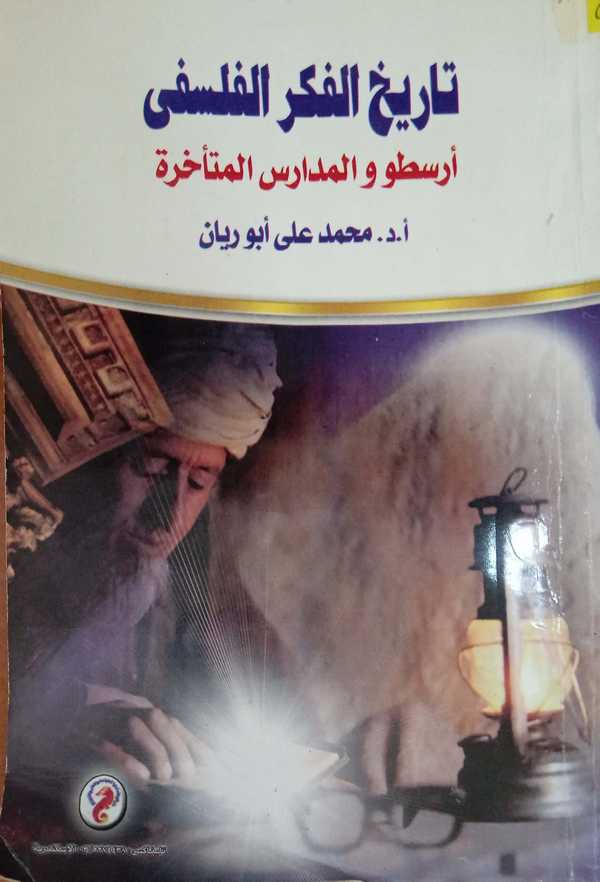 تاريخ الفكر الفلسفى
أرسطو و المدارس المتأخرة
أ.د. محمد على أبو ريان